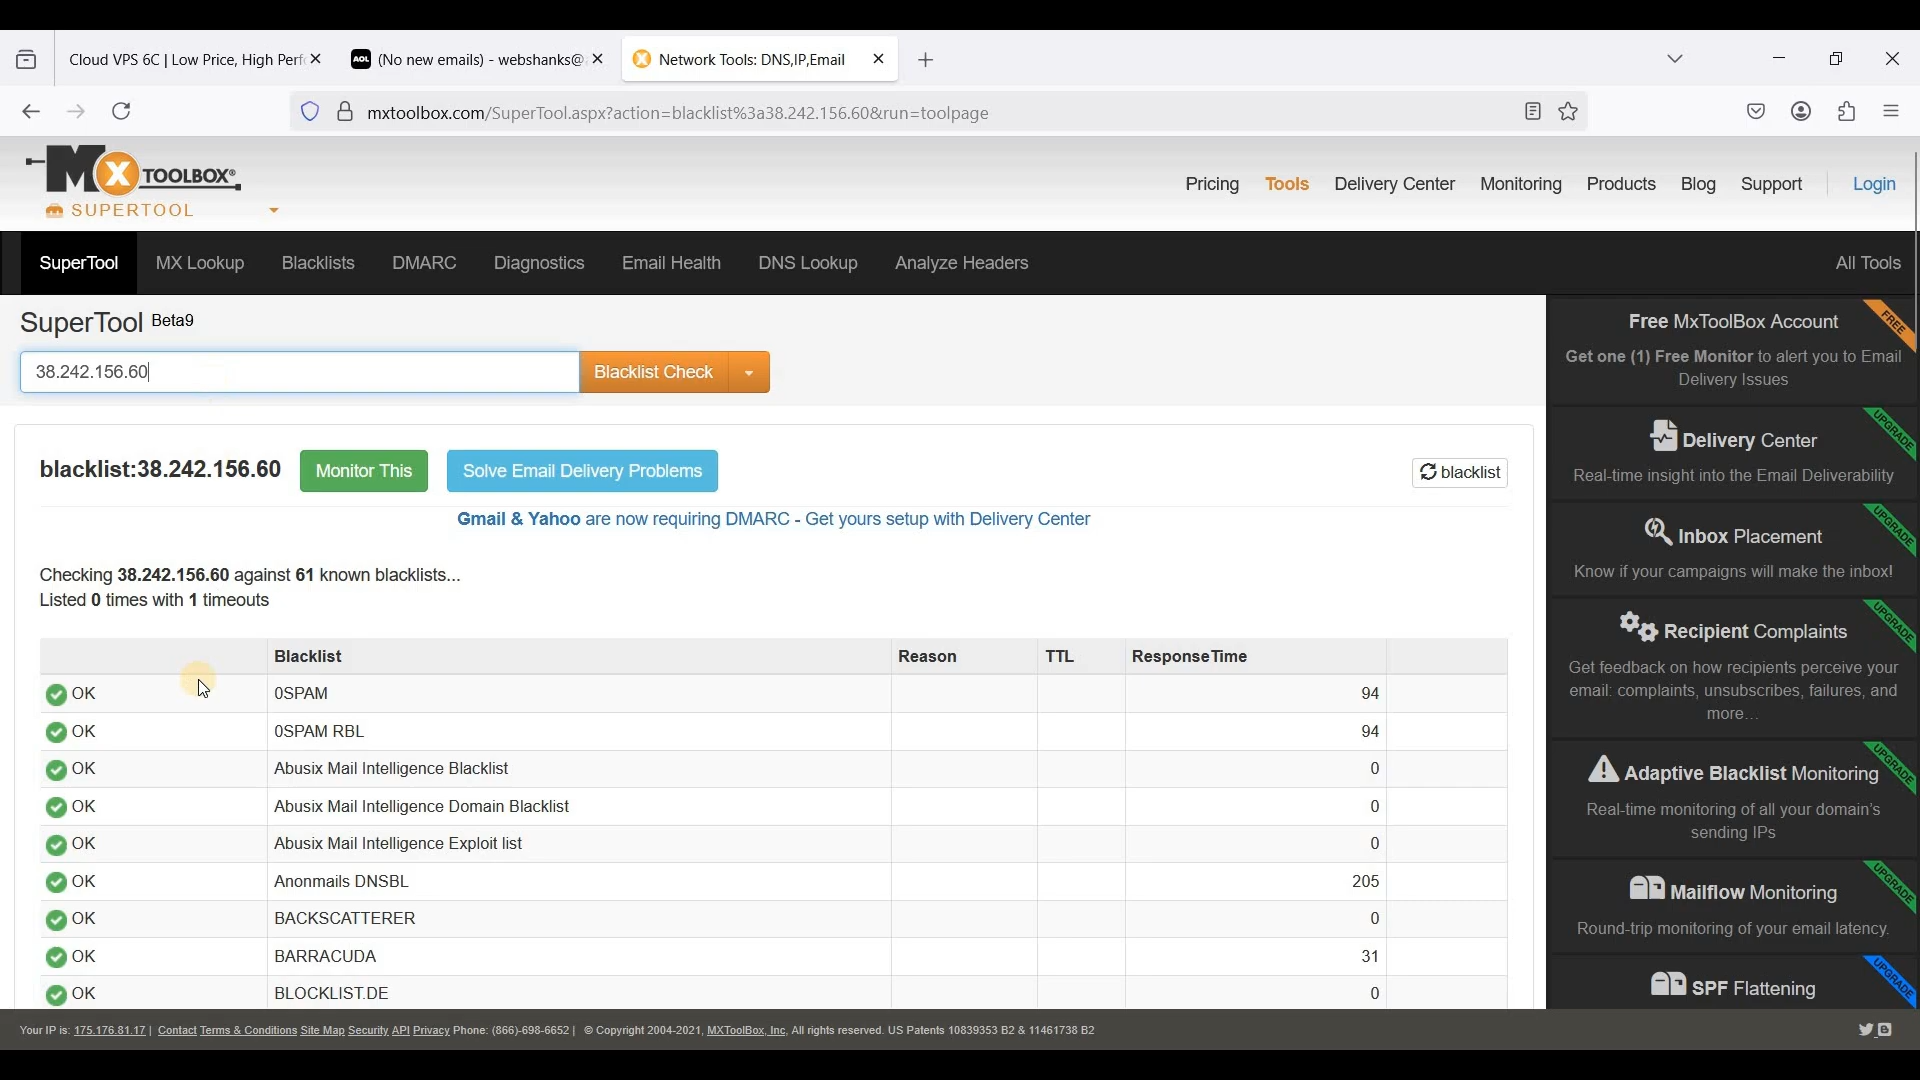 Cloud VPS 6C | Low Price, High Perf
AOL (No new emails) - webshanks@
Network Tools: DNS,IP,Email
mxtoolbox.com/SuperTool.aspx?action=blacklist%3a38.242.156.60&run=toolpage
MX TOOLBOX®
SUPERTOOL
Pricing Tools Delivery Center Monitoring Products Blog Support Login
SuperTool MX Lookup Blacklists DMARC Diagnostics Email Health DNS Lookup Analyze Headers All Tools
SuperTool Beta9
38.242.156.60 Blacklist Check
blacklist:38.242.156.60 Monitor This Solve Email Delivery Problems blacklist
Gmail & Yahoo are now requiring DMARC - Get yours setup with Delivery Center
Checking 38.242.156.60 against 61 known blacklists...
Listed 0 times with 1 timeouts
Blacklist Reason TTL ResponseTime
OK 0SPAM 94
OK 0SPAM RBL 94
OK Abusix Mail Intelligence Blacklist 0
OK Abusix Mail Intelligence Domain Blacklist 0
OK Abusix Mail Intelligence Exploit list 0
OK Anonmails DNSBL 205
OK BACKSCATTERER 0
OK BARRACUDA 31
OK BLOCKLIST.DE 0
Free MxToolBox Account
FREE
Get one (1) Free Monitor to alert you to Email
Delivery Issues
Delivery Center
UPGRADE
Real-time insight into the Email Deliverability
Inbox Placement
UPGRADE
Know if your campaigns will make the inbox!
Recipient Complaints
UPGRADE
Get feedback on how recipients perceive your
email: complaints, unsubscribes, failures, and
more...
Adaptive Blacklist Monitoring
UPGRADE
Real-time monitoring of all your domain's
sending IPs
Mailflow Monitoring
UPGRADE
Round-trip monitoring of your email latency.
SPF Flattening
UPGRADE
Your IP is: 175.176.81.17 | Contact Terms & Conditions Site Map Security API Privacy Phone: (866)-698-6652 | © Copyright 2004-2021, MXToolBox, Inc, All rights reserved. US Patents 10839353 B2 & 11461738 B2